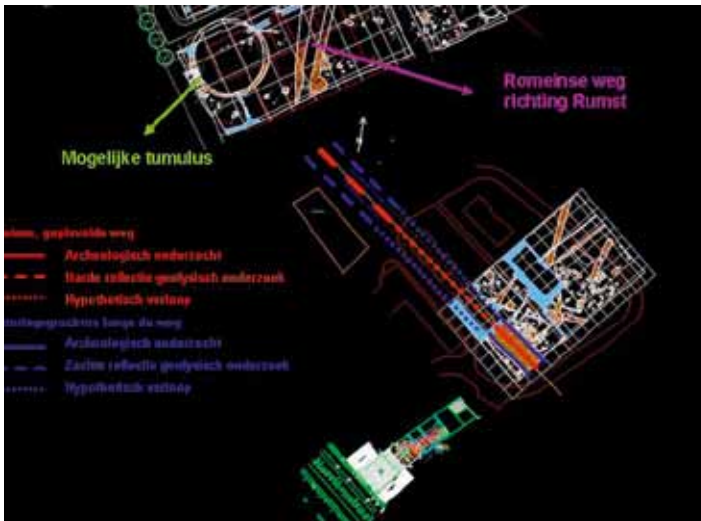 Romeinse weg
richting Rumst
Mogelijke tumulus
weg
Archeologisch onderzocht
Harde reflectie geofysisch onderzoek
Hypothetisch verloop
langs de weg
Archeologisch onderzocht
Zachte reflectie geofysisch onderzoek
Hypothetisch verloop